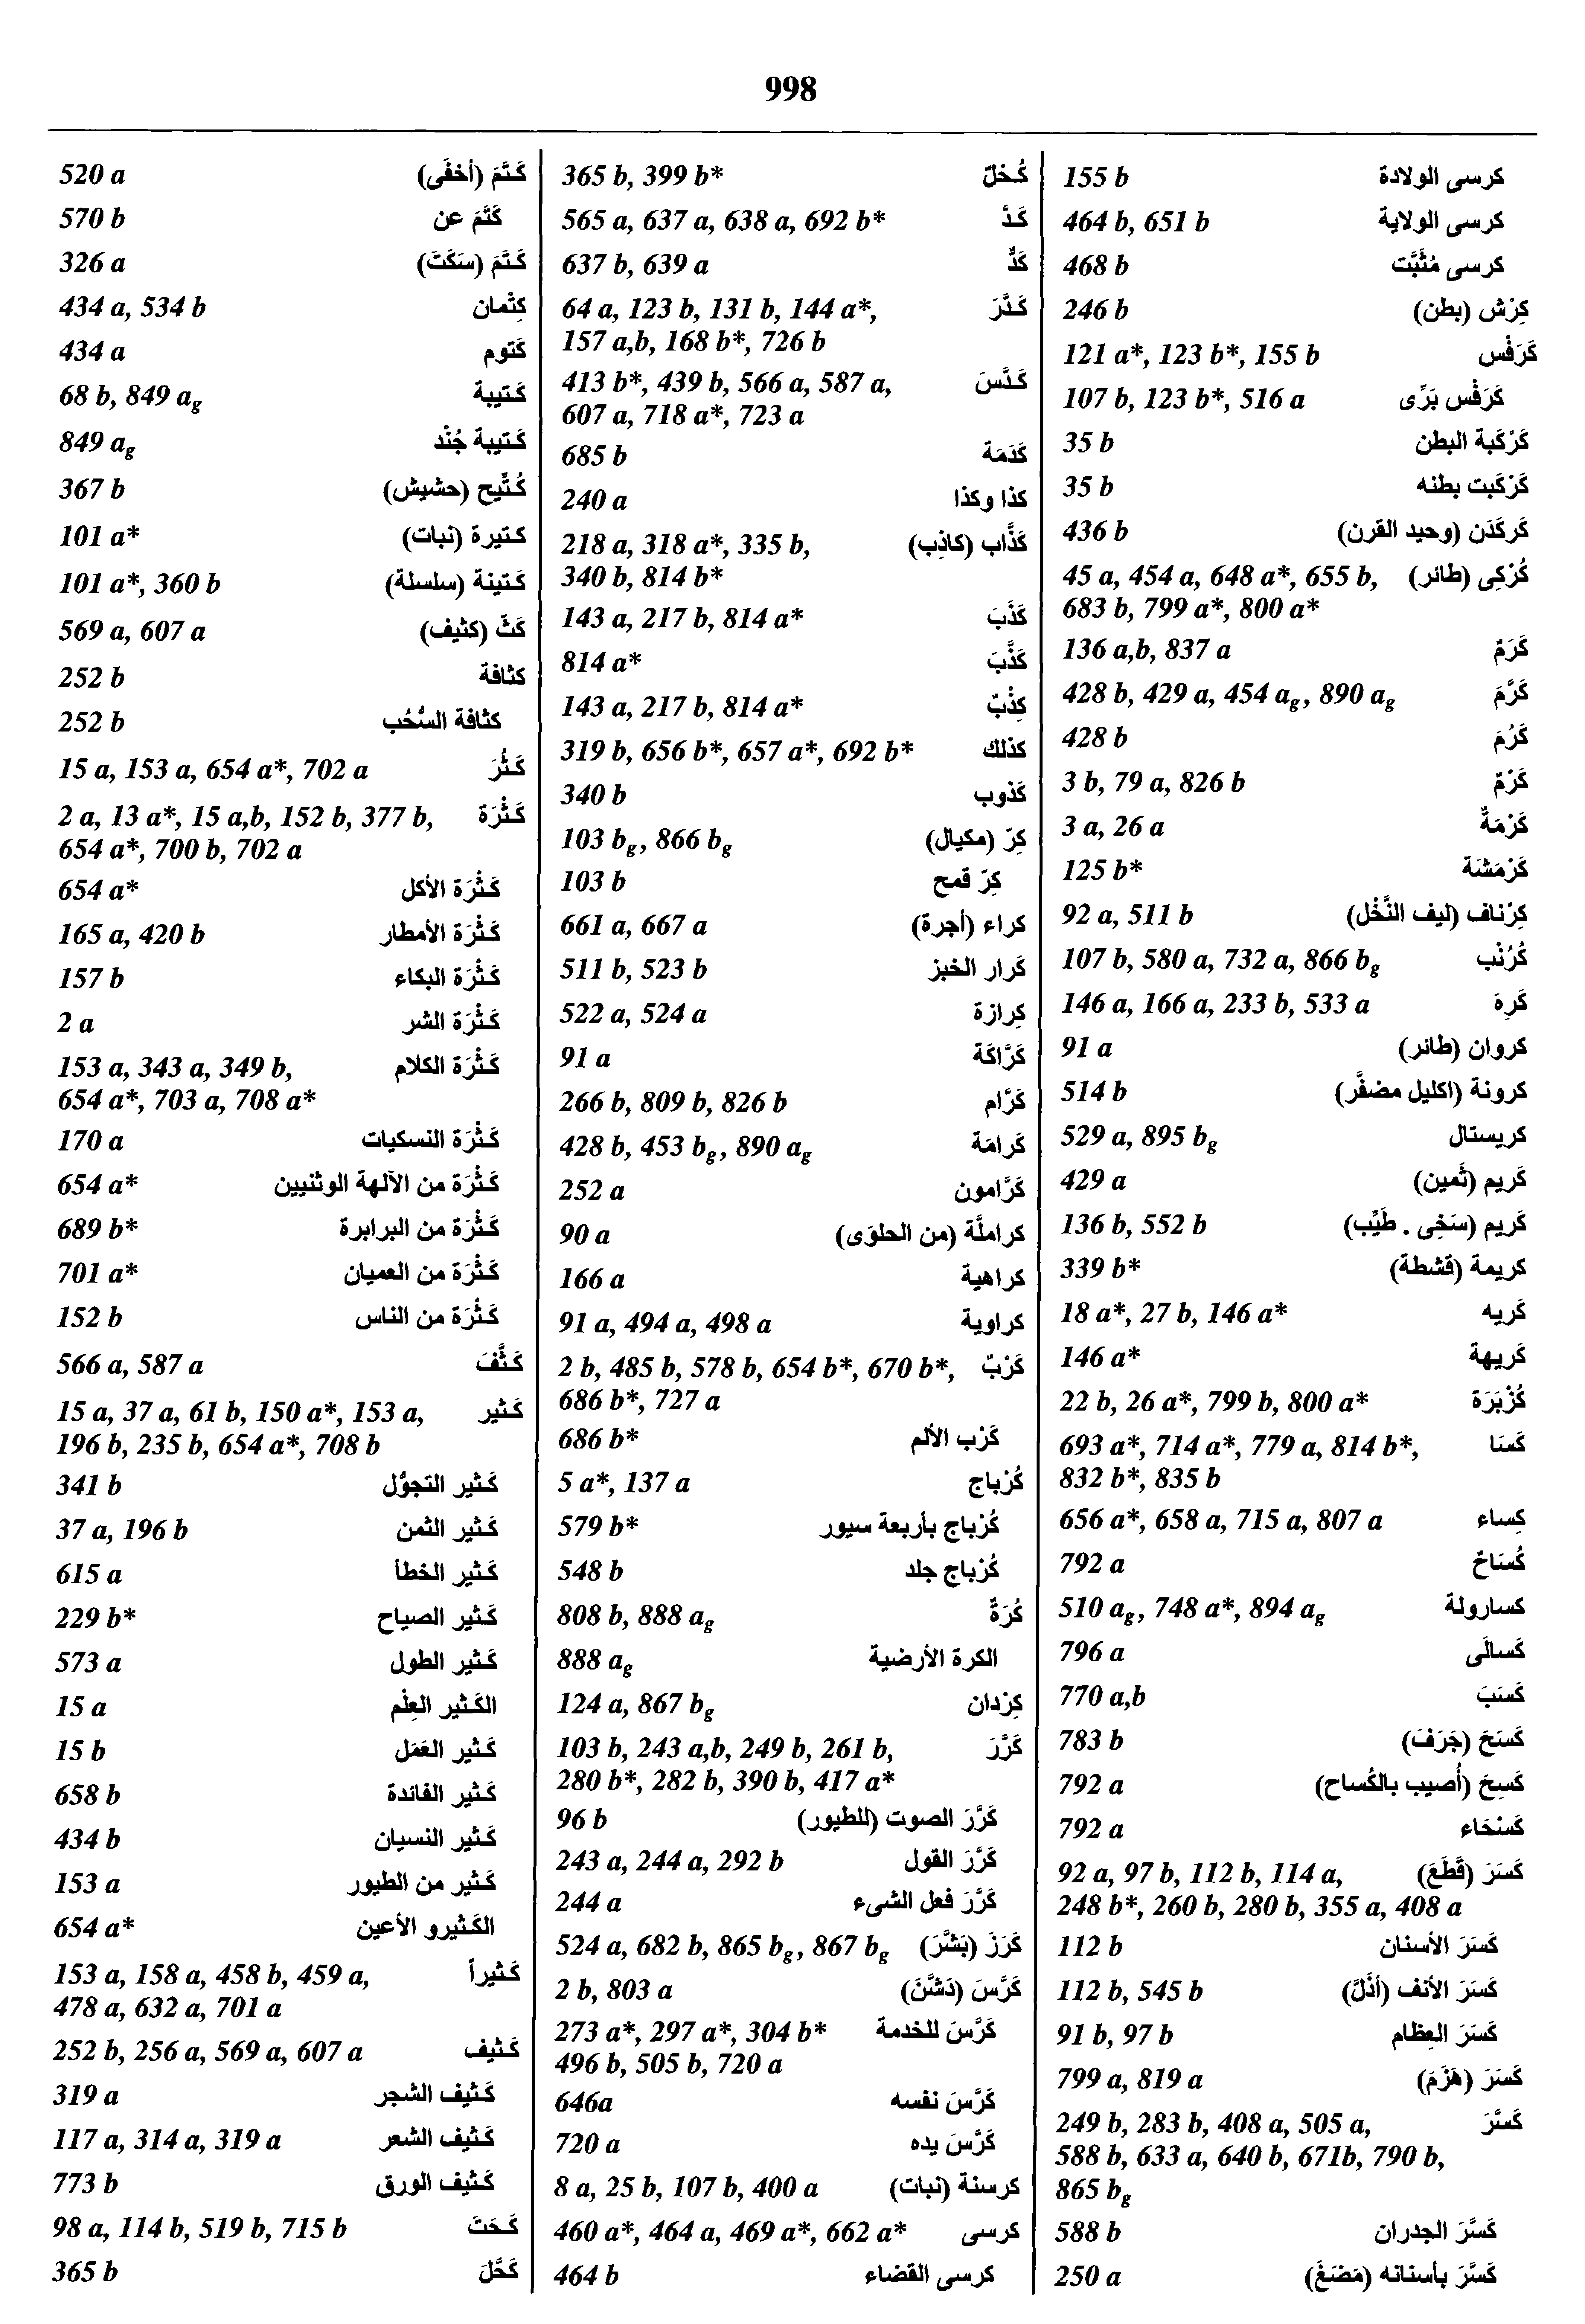 998
520 a كَتَمَ (أخفَى)
570 b كَتَّمَ عن
326 a كَتَمَ (سَكَتَ)
434 a, 534 b كِتْمان
434 a كَتوم
68 b, 849 ag كَتيبة
849 ag كَتيبة جُنْد
367 b كُتَّيح (حشيش)
101 a* كتيرة (نبات)
101 a*, 360 b كَتينة (سلسلة)
569 a, 607 a كَثّ (كثيف)
252 b كثافة
252 b كثافة السُّحُب
15 a, 153 a, 654 a*, 702 a كَثُرَ
2 a, 13 a*, 15 a,b, 152 b, 377 b, كَثْرَة
654 a*, 700 b, 702 a
654 a* كَثْرَة الأكل
165 a, 420 b كَثْرَة الأمطار
157 b كَثْرَة البكاء
2 a كَثْرَة الشر
153 a, 343 a, 349 b, كَثْرَة الكلام
654 a*, 703 a, 708 a*
170 a كَثْرَة النسكيات
654 a* كَثْرَة من الآلهة الوثنيين
689 b* كَثْرَة من البرابرة
701 a* كَثْرَة من العميان
152 b كَثْرَة من الناس
566 a, 587 a كَثَّفَ
15 a, 37 a, 61 b, 150 a*, 153 a, كَثير
196 b, 235 b, 654 a*, 708 b
341 b كَثير التجوُّل
37 a, 196 b كَثير الثمن
615 a كَثير الخطأ
229 b* كَثير الصياح
573 a كَثير الطول
15 a الكَثير العِلْم
15 b كَثير العَمَل
658 b كَثير الفائدة
434 b كَثير النسيان
153 a كَثير من الطيور
654 a* الكَثيرو الأعين
153 a, 158 a, 458 b, 459 a, كَثيراً
478 a, 632 a, 701 a
252 b, 256 a, 569 a, 607 a كَثيف
319 a كَثيف الشجر
117 a, 314 a, 319 a كَثيف الشعر
773 b كَثيف الورق
98 a, 114 b, 519 b, 715 b كَحَتَ
365 b كَحَّلَ
365 b, 399 b* كُحْلٌ
565 a, 637 a, 638 a, 692 b* كَدَّ
637 b, 639 a كَدٌّ
64 a, 123 b, 131 b, 144 a*, كَدَّرَ
157 a,b, 168 b*, 726 b
413 b*, 439 b, 566 a, 587 a, كَدَّسَ
607 a, 718 a*, 723 a
685 b كَدَمَة
240 a كذا وكذا
218 a, 318 a*, 335 b, كَذَّاب (كاذِب)
340 b, 814 b*
143 a, 217 b, 814 a* كَذَبَ
814 a* كَذَّبَ
143 a, 217 b, 814 a* كِذْبٌ
319 b, 656 b*, 657 a*, 692 b* كذلك
340 b كَذوب
103 bg, 866 bg كِرّ (مكيال)
103 b كِرّ قمح
661 a, 667 a كِراء (أجرة)
511 b, 523 b كَرار الخبز
522 a, 524 a كِرازة
91 a كَرَّاكَة
266 b, 809 b, 826 b كَرَّام
428 b, 453 bg, 890 ag كَرامَة
252 a كَرَّامون
90 a كراملَّة (من الحلوَى)
166 a كراهية
91 a, 494 a, 498 a كراوية
2 b, 485 b, 578 b, 654 b*, 670 b*, كَرْبٌ
686 b*, 727 a
686 b* كَرْب الألم
5 a*, 137 a كُرْباج
579 b* كُرْباج بأربعة سيور
548 b كُرْباج جلد
808 b, 888 ag كُرَةٌ
888 ag الكرة الأرضية
124 a, 867 bg كِرْدان
103 b, 243 a,b, 249 b, 261 b, كَرَّرَ
280 b*, 282 b, 390 b, 417 a*
96 b كَرَّرَ الصوت (للطيور)
243 a, 244 a, 292 b كَرَّرَ القول
244 a كَرَّرَ فعل الشىء
524 a, 682 b, 865 bg, 867 bg كَرَزَ (بَشَّرَ)
2 b, 803 a كَرَّسَ (دَشَّنَ)
273 a*, 297 a*, 304 b* كَرَّسَ للخدمة
496 b, 505 b, 720 a
646a كَرَّسَ نفسه
720 a كَرَّسَ يده
8 a, 25 b, 107 b, 400 a كرسنة (نبات)
460 a*, 464 a, 469 a*, 662 a* كرسى
464 b كرسى القضاء
155 b كرسى الولادة
464 b, 651 b كرسى الولاية
468 b كرسى مُثَبَّت
246 b كِرْش (بطن)
121 a*, 123 b*, 155 b كَرَفْس
107 b, 123 b*, 516 a كَرَفْس بَرِّى
35 b كَرْكَبة البطن
35 b كَرْكَبت بطنه
436 b كَركَدَن (وحيد القرن)
45 a, 454 a, 648 a*, 655 b, كُرْكِى (طائر)
683 b, 799 a*, 800 a*
136 a,b, 837 a كَرَمٌ
428 b, 429 a, 454 ag, 890 ag كَرَّمَ
428 b كَرُمَ
3 b, 79 a, 826 b كَرْمٌ
3 a, 26 a كَرْمَةٌ
125 b* كَرْمَشَة
92 a, 511 b كِرْناف (ليف النَّخْل)
107 b, 580 a, 732 a, 866 bg كُرُنْب
146 a, 166 a, 233 b, 533 a كَرِهَ
91 a كروان (طائر)
514 b كرونة (اكليل مضفَّر)
529 a, 895 bg كريستال
429 a كَريم (ثَمين)
136 b, 552 b كَريم (سَخِى . طَيِّب)
339 b* كريمة (قشطة)
18 a*, 27 b, 146 a* كَريه
146 a* كَريهة
22 b, 26 a*, 799 b, 800 a* كُزْبَرَة
693 a*, 714 a*, 779 a, 814 b*, كَسَا
832 b*, 835 b
656 a*, 658 a, 715 a, 807 a كِساء
792 a كُسَاحٌ
510 ag, 748 a*, 894 ag كسارولة
796 a كَسالَى
770 a,b كَسَبَ
783 b كَسَحَ (جَرَفَ)
792 a كَسِحَ (أُصيب بالكُساح)
792 a كَسْحَاء
92 a, 97 b, 112 b, 114 a, كَسَرَ (قَطَعَ)
248 b*, 260 b, 280 b, 355 a, 408 a
112 b كَسَرَ الأسنان
112 b, 545 b كَسَرَ الأنف (أذَلَّ)
91 b, 97 b كَسَرَ العِظام
799 a, 819 a كَسَرَ (هَزَمَ)
249 b, 283 b, 408 a, 505 a, كَسَّرَ
588 b, 633 a, 640 b, 671b, 790 b,
865 bg
588 b كَسَّرَ الجدران
250 a كَسَّرَ بأسنانه (مَضَغَ)